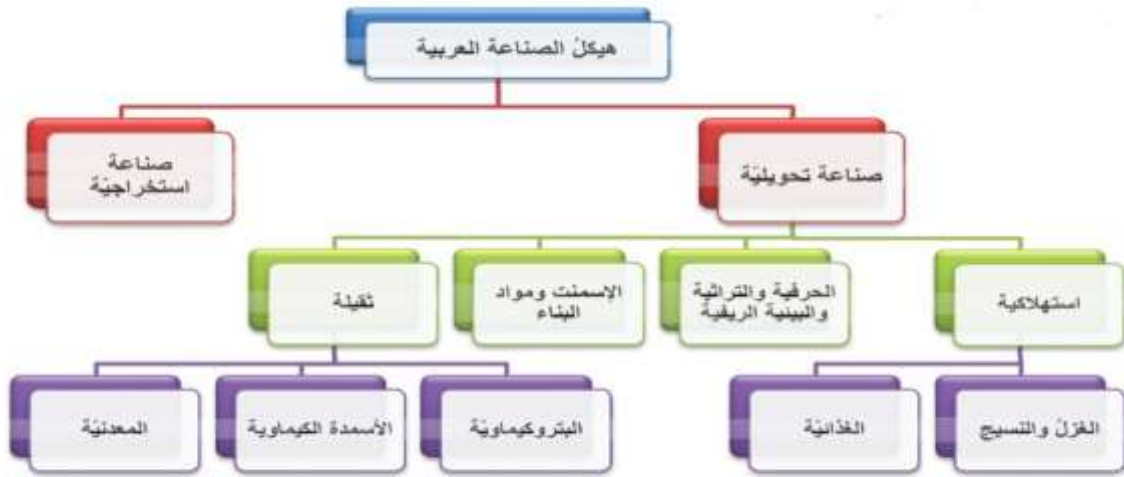 هيكلُ الصناعة العربية
صناعة تحويليّة
صناعة
استخراجيّة
استهلاكية
الحرفية والتراثية
والبيئية الريفية
الإسمنت ومواد
البناء
ثقيلة
الغزلُ والنسيج
الغذائيّة
البتروكيماويّة
الأسمدة الكيماوية
المعدنيّة